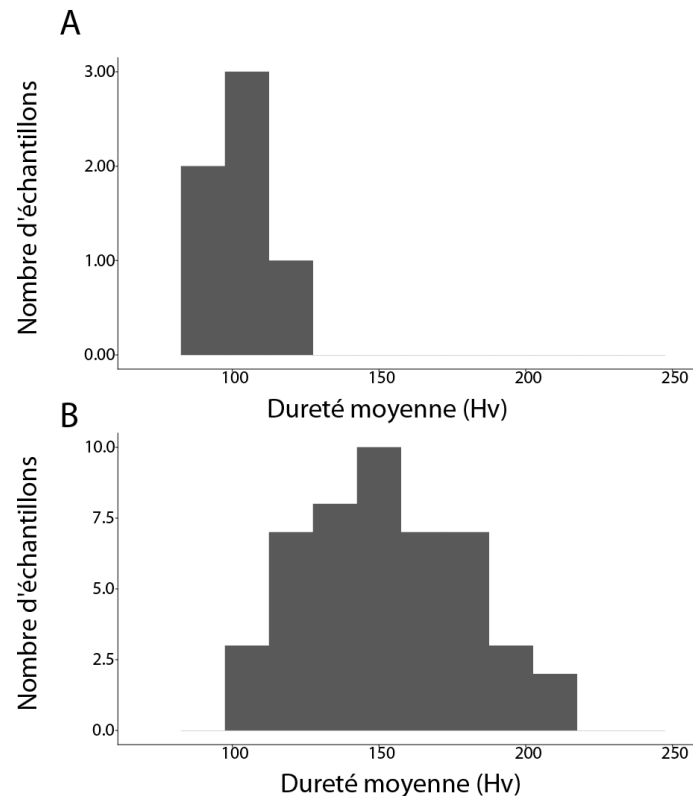 A
Nombre d'échantillons
3.00
2.00
1.00
0.00
100 150 200 250
Dureté moyenne (Hv)
B
Nombre d'échantillons
10.0
7.5
5.0
2.5
0.0
100 150 200 250
Dureté moyenne (Hv)